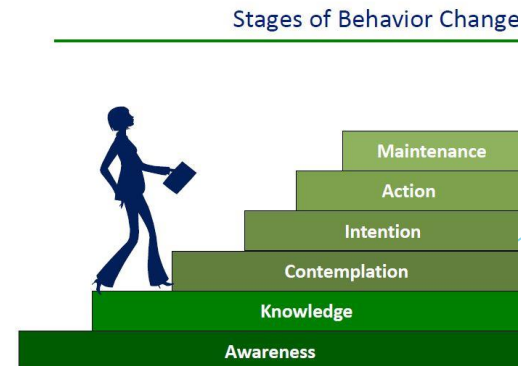 Stages of Behavior Change
Maintenance
Action
Intention
Contemplation
Knowledge
Awareness